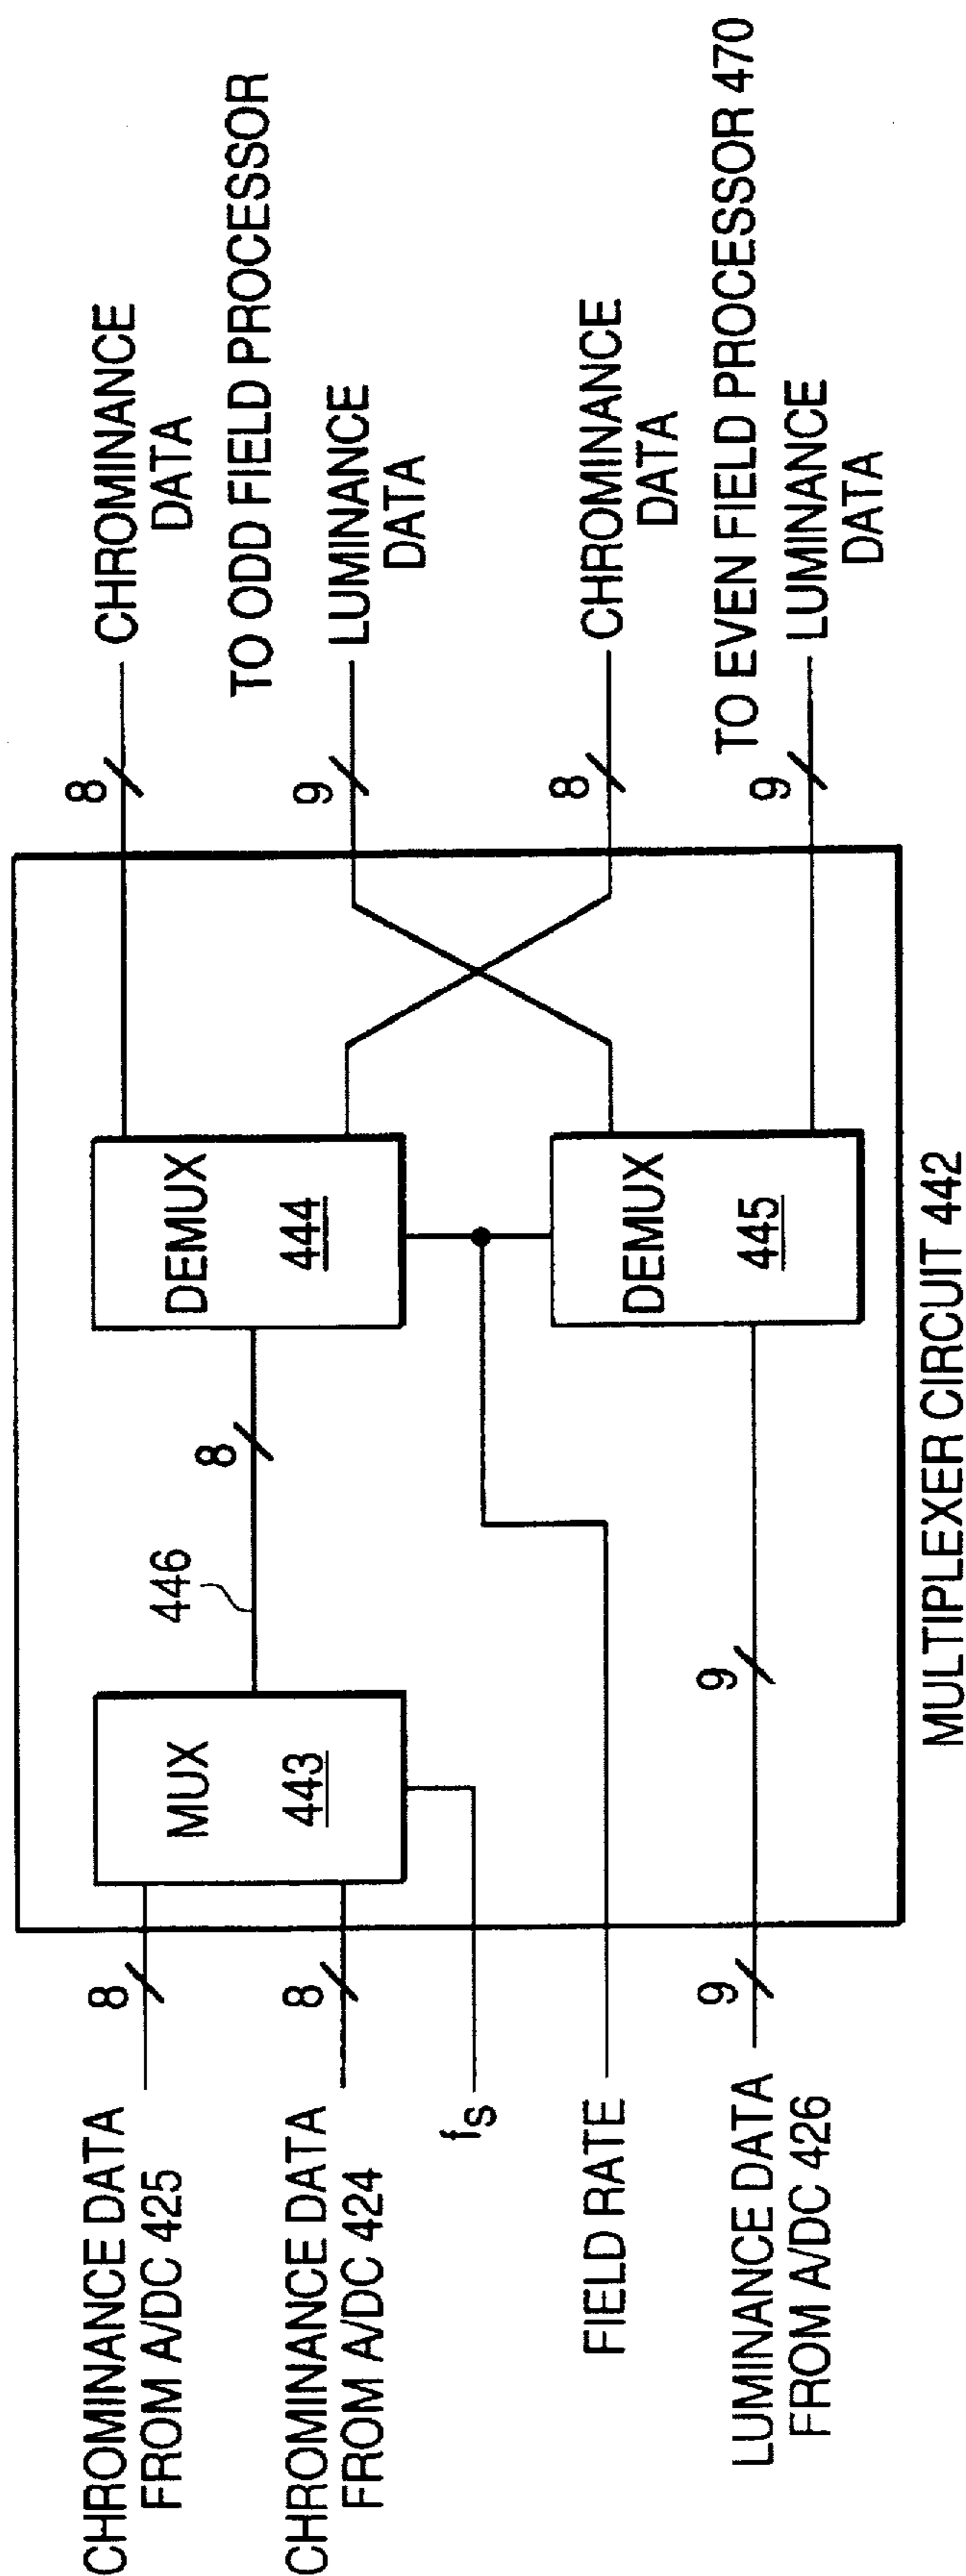 CHROMINANCE DATA
FROM A/DC 425
8
CHROMINANCE DATA
FROM A/DC 424
8
fS
FIELD RATE
LUMINANCE DATA
FROM A/DC 426
9
MUX
443
446
8
9
DEMUX
444
DEMUX
445
8
CHROMINANCE
DATA
TO ODD FIELD PROCESSOR
9
LUMINANCE
DATA
8
CHROMINANCE
DATA
TO EVEN FIELD PROCESSOR 470
9
LUMINANCE
DATA
MULTIPLEXER CIRCUIT 442